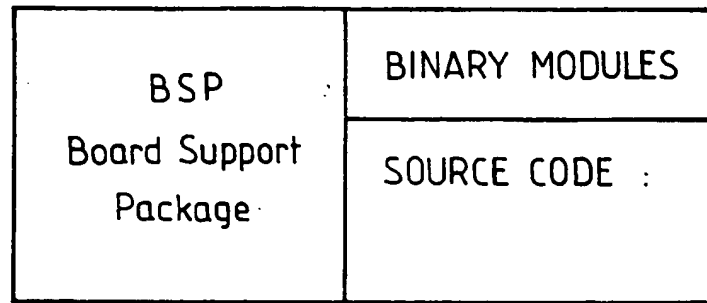 BSP
Board Support
Package
BINARY MODULES
SOURCE CODE :